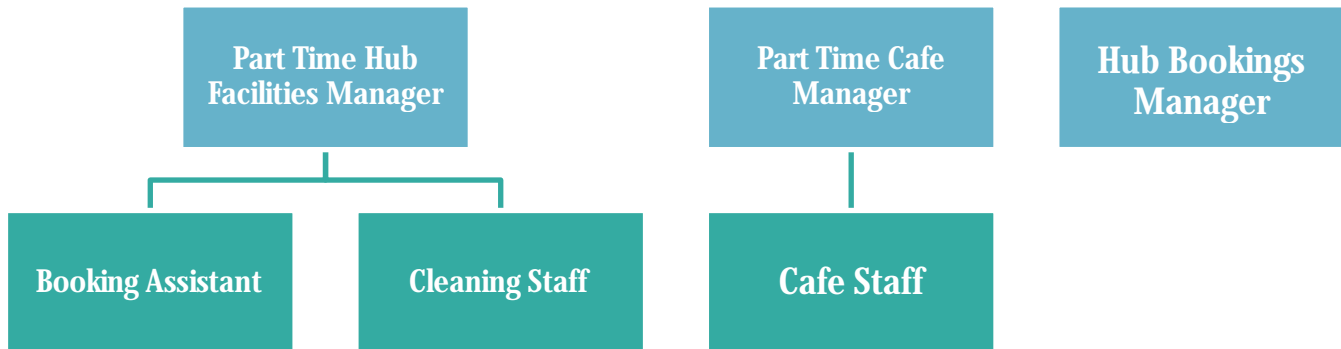 Part Time Hub
Facilities Manager
Part Time Cafe
Manager
Hub Bookings
Manager
Booking Assistant
Cleaning Staff
Cafe Staff